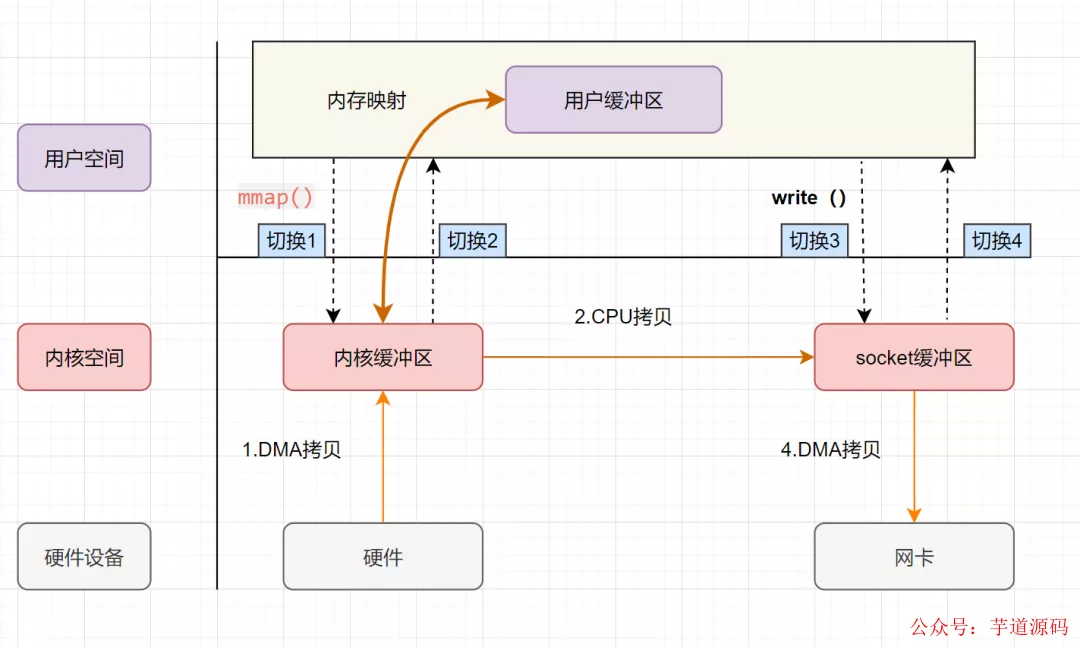 内存映射
用户缓冲区
用户空间
mmap()
write（）
切换1
切换2
切换3
切换4
2.CPU拷贝
内核空间
内核缓冲区
socket缓冲区
1.DMA拷贝
4.DMA拷贝
硬件设备
硬件
网卡
公众号：芋道源码